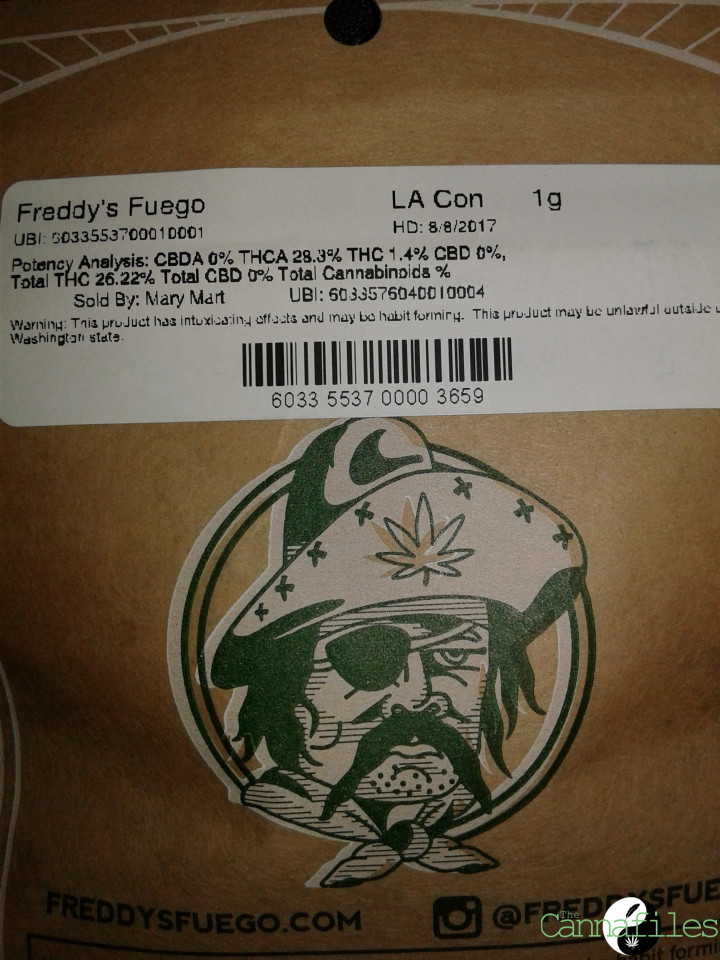 Freddy's Fuego LA Con 1g
UBI: 6033553700010001 HD: 8/8/2017
Potency Analysis: CBDA 0% THCA 28.3% THC 1.4% CBD 0%,
Total THC 26.22% Total CBD 0% Total Cannabinoids %
Sold By: Mary Mart UBI: 6033576040010004
Warning: This product has intoxicating effects and may be habit forming. This product may be unlawful outside
Washington state.
6033 5537 0000 3659
FREDDYSFUEGO.COM @FREDDYSFUE
The
Cannafiles
habit formi